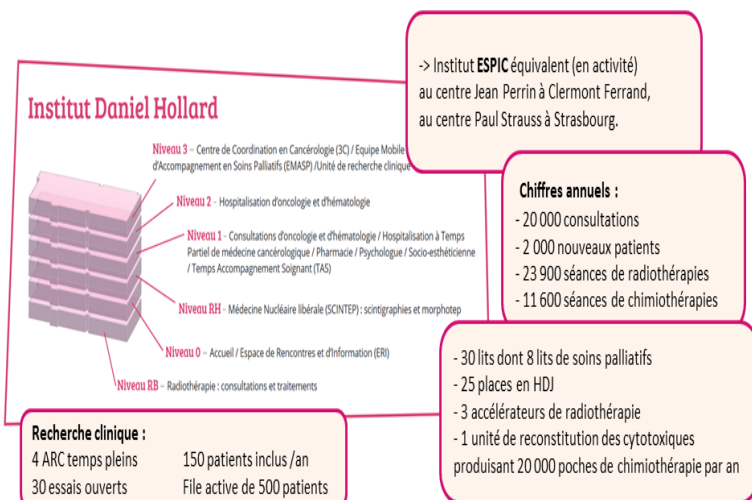 -> Institut ESPIC équivalent (en activité)
au centre Jean Perrin à Clermont Ferrand,
au centre Paul Strauss à Strasbourg.
Institut Daniel Hollard
Niveau 3 – Centre de Coordination en Cancérologie (3C) / Equipe Mobile
d'Accompagnement en Soins Palliatifs (EMASP) /Unité de recherche clinique
Niveau 2 - Hospitalisation d'oncologie et d'hématologie
Niveau 1 - Consultations d'oncologie et d'hématologie / Hospitalisation à Temps
Partiel de médecine cancérologique / Pharmacie / Psychologue / Socio-esthéticienne
/ Temps Accompagnement Soignant (TAS)
Niveau RH - Médecine Nucléaire libérale (SCINTEP) : scintigraphies et morphotep
Niveau 0 – Accueil / Espace de Rencontres et d'Information (ERI)
Niveau RB – Radiothérapie : consultations et traitements
Chiffres annuels :
- 20 000 consultations
- 2 000 nouveaux patients
- 23 900 séances de radiothérapies
- 11 600 séances de chimiothérapies
- 30 lits dont 8 lits de soins palliatifs
- 25 places en HDJ
- 3 accélérateurs de radiothérapie
- 1 unité de reconstitution des cytotoxiques
produisant 20 000 poches de chimiothérapie par an
Recherche clinique :
4 ARC temps pleins 150 patients inclus /an
30 essais ouverts File active de 500 patients